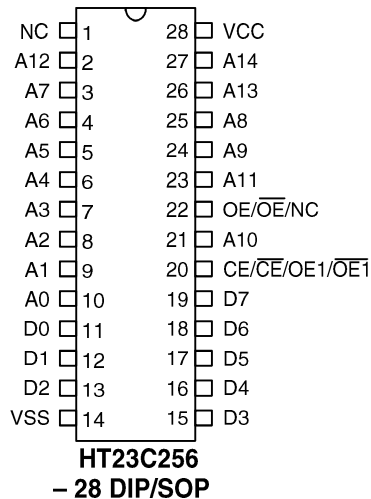 NC 1 28 VCC
A12 2 27 A14
A7 3 26 A13
A6 4 25 A8
A5 5 24 A9
A4 6 23 A11
A3 7 22 OE/O̅E̅/NC
A2 8 21 A10
A1 9 20 CE/C̅E̅/OE1/O̅E̅1̅
A0 10 19 D7
D0 11 18 D6
D1 12 17 D5
D2 13 16 D4
VSS 14 15 D3
HT23C256
– 28 DIP/SOP